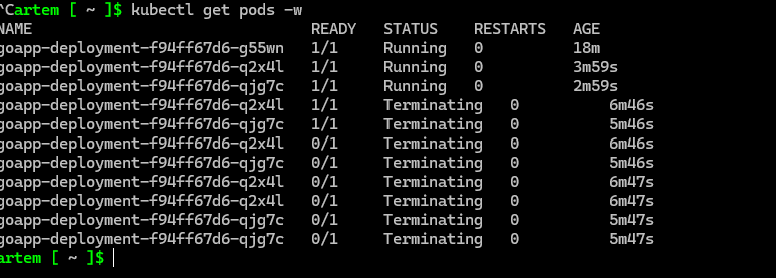 ^Cartem [ ~ ]$ kubectl get pods -w
NAME                               READY   STATUS    RESTARTS   AGE
goapp-deployment-f94ff67d6-g55wn   1/1     Running   0          18m
goapp-deployment-f94ff67d6-q2x4l   1/1     Running   0          3m59s
goapp-deployment-f94ff67d6-qjg7c   1/1     Running   0          2m59s
goapp-deployment-f94ff67d6-q2x4l   1/1     Terminating   0          6m46s
goapp-deployment-f94ff67d6-qjg7c   1/1     Terminating   0          5m46s
goapp-deployment-f94ff67d6-q2x4l   0/1     Terminating   0          6m46s
goapp-deployment-f94ff67d6-qjg7c   0/1     Terminating   0          5m46s
goapp-deployment-f94ff67d6-q2x4l   0/1     Terminating   0          6m47s
goapp-deployment-f94ff67d6-q2x4l   0/1     Terminating   0          6m47s
goapp-deployment-f94ff67d6-qjg7c   0/1     Terminating   0          5m47s
goapp-deployment-f94ff67d6-qjg7c   0/1     Terminating   0          5m47s
artem [ ~ ]$